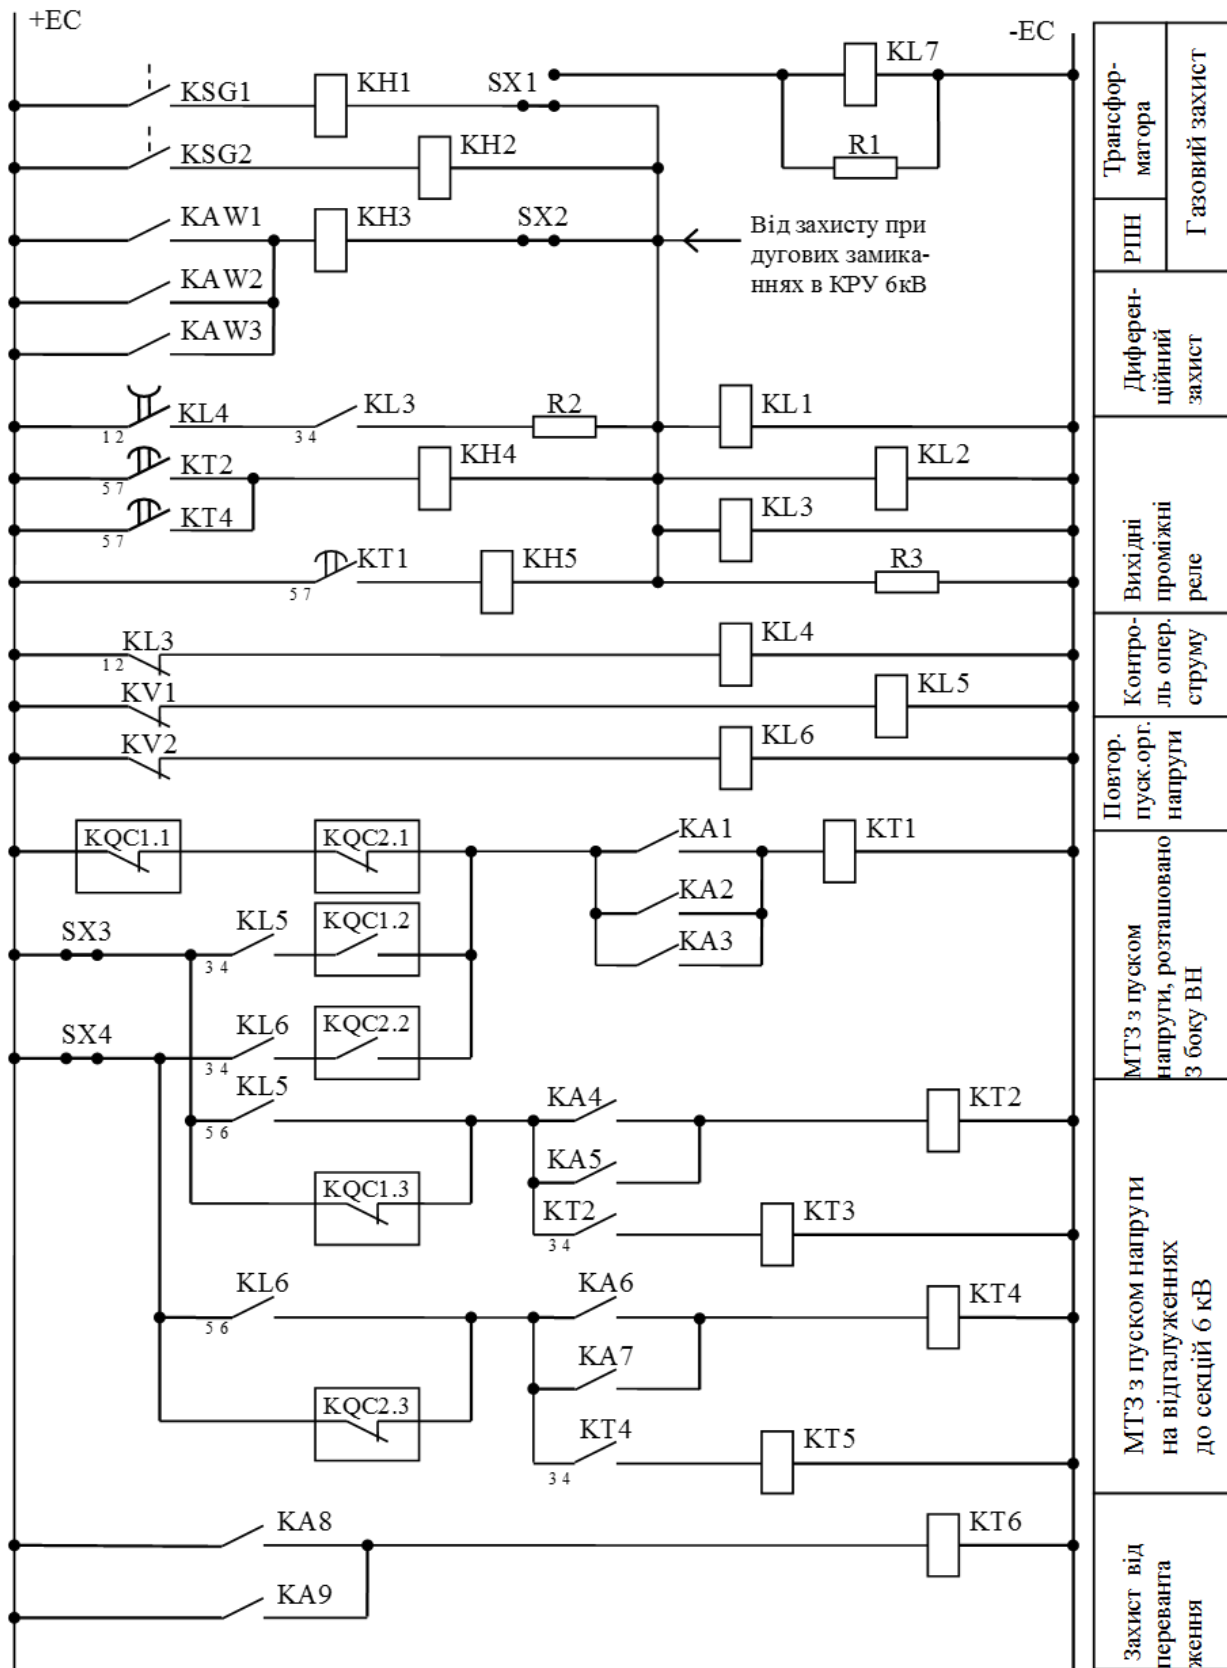 +EC
-EC
KL7
KSG1
KH1
SX1
R1
KSG2
KH2
KAW1
KH3
SX2
Від захисту при
дугових замика-
ннях в КРУ 6кВ
KAW2
KAW3
KL4
1 2
KL3
3 4
R2
KL1
KT2
5 7
KH4
KL2
KT4
5 7
KL3
KT1
5 7
KH5
R3
KL3
1 2
KL4
KV1
KL5
KV2
KL6
KQC1.1
KQC2.1
KA1
KT1
KA2
SX3
KL5
3 4
KQC1.2
KA3
SX4
KL6
3 4
KQC2.2
KL5
5 6
KA4
KT2
KA5
KQC1.3
KT2
3 4
KT3
KL6
5 6
KA6
KT4
KA7
KQC2.3
KT4
3 4
KT5
KA8
KT6
KA9
Трансфор-
матора
РПН
Газовий захист
Диферен-
ційний
захист
Вихідні
проміжні
реле
Контро-
ль опер.
струму
Повтор.
пуск.орг.
напруги
МТЗ з пуском
напруги, розташовано
З боку ВН
МТЗ з пуском напруги
на відгалуженнях
до секцій 6 кВ
Захист від
переванта
ження